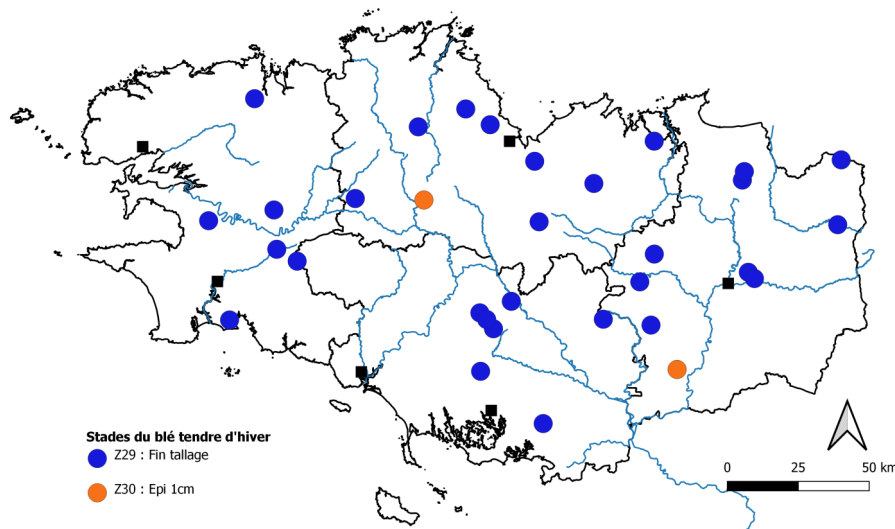 Stades du blé tendre d'hiver
Z29 : Fin tallage
Z30 : Epi 1cm
0 25 50 km